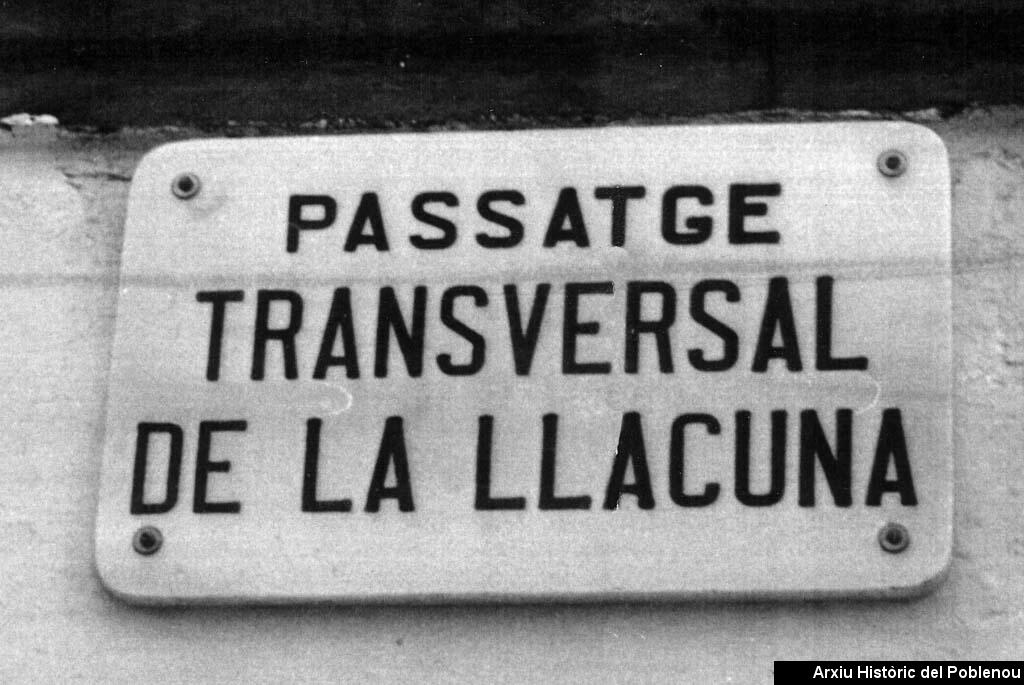 PASSATGE
TRANSVERSAL
DE LA LLACUNA
Arxiu Històric del Poblenou